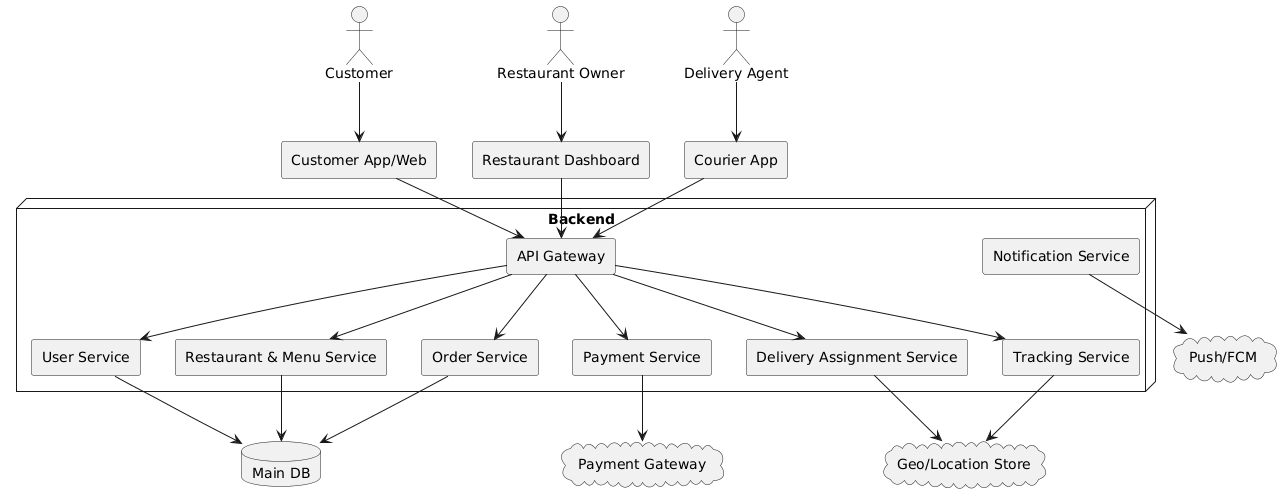 Customer
Restaurant Owner
Delivery Agent
Customer App/Web
Restaurant Dashboard
Courier App
Backend
API Gateway
Notification Service
User Service
Restaurant & Menu Service
Order Service
Payment Service
Delivery Assignment Service
Tracking Service
Push/FCM
Main DB
Payment Gateway
Geo/Location Store